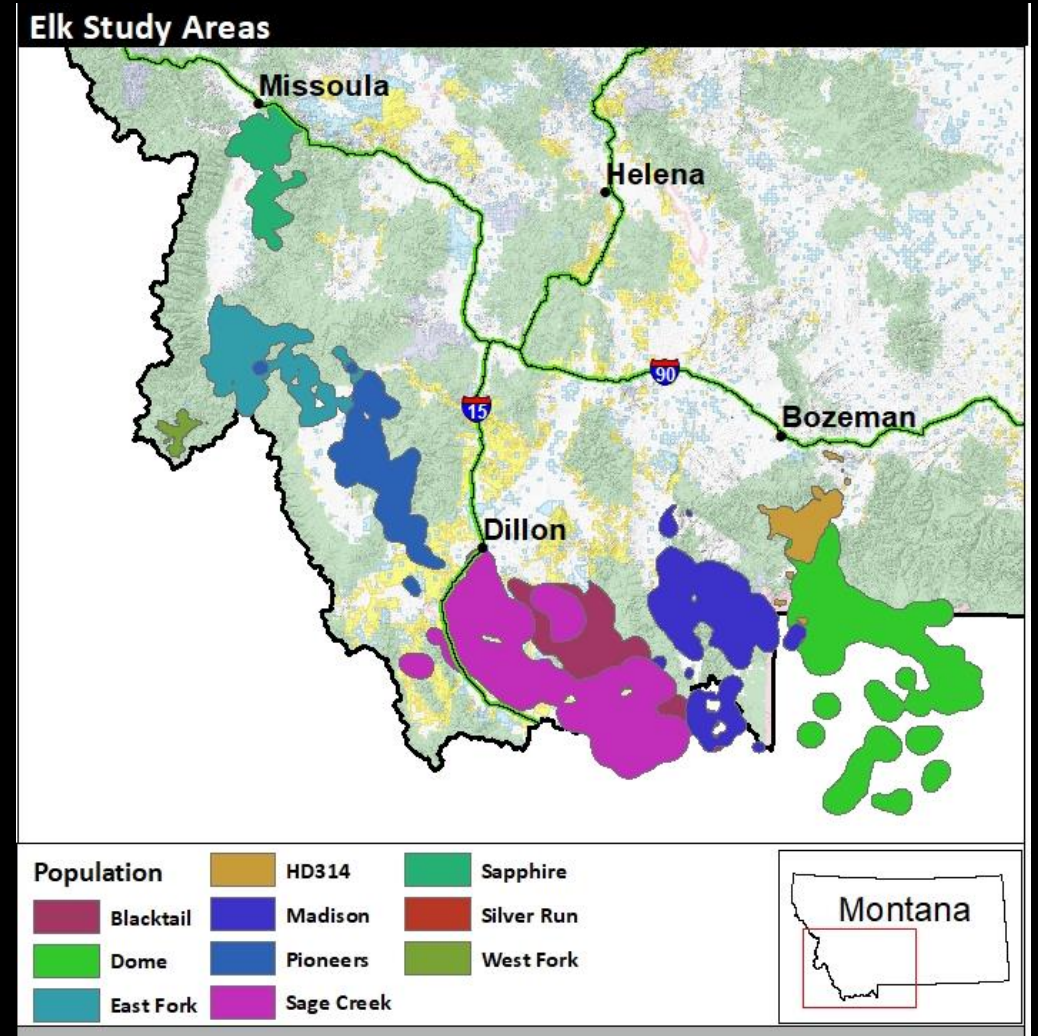 Elk Study Areas
Missoula
Helena
90
15
Bozeman
Dillon
Population
Blacktail
Dome
East Fork
HD314
Madison
Pioneers
Sage Creek
Sapphire
Silver Run
West Fork
Montana